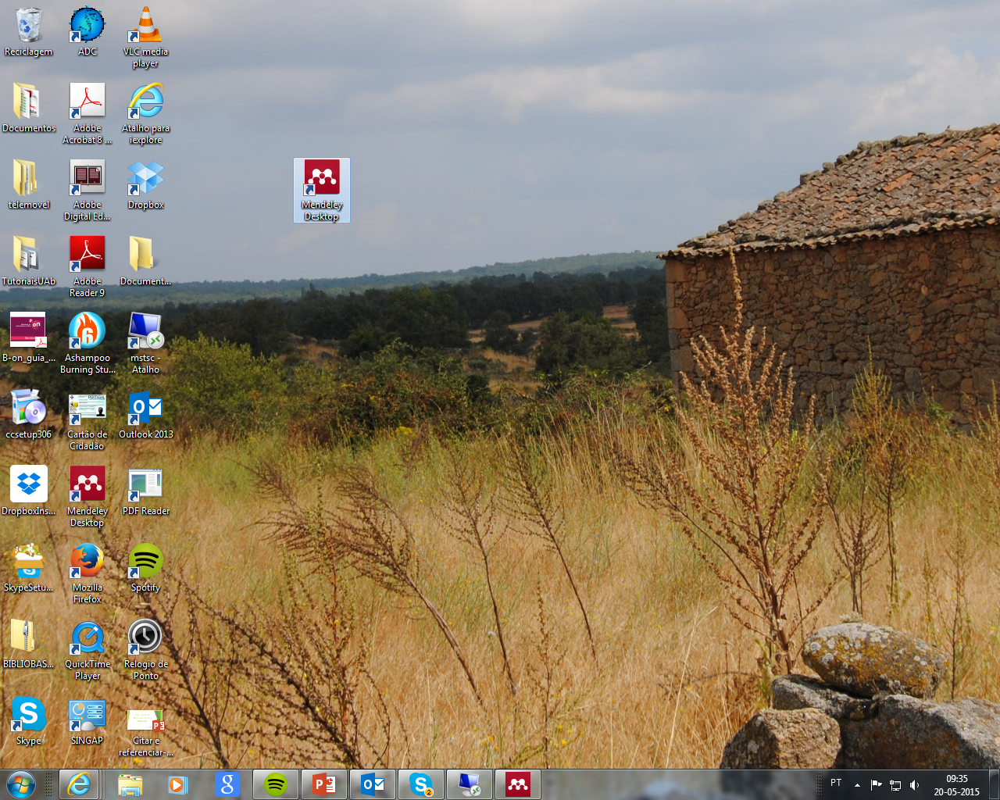 Reciclagem
ADC
VLC media
player
Documentos
Adobe
Acrobat 8 ...
Atalho para
iexplore
telemovel
Adobe
Digital Ed...
Dropbox
Mendeley
Desktop
TutoriaisUAb
Adobe
Reader 9
Document...
B-on_guia_...
Ashampoo
Burning Stu...
mstsc -
Atalho
ccsetup306
Cartão de
Cidadão
Outlook 2013
DropboxIns...
Mendeley
Desktop
PDF Reader
SkypeSetu...
Mozilla
Firefox
Spotify
BIBLIOBAS...
QuickTime
Player
Relogio de
Ponto
Skype
SINGAP
Citar e
referenciar-...
PT
09:35
20-05-2015